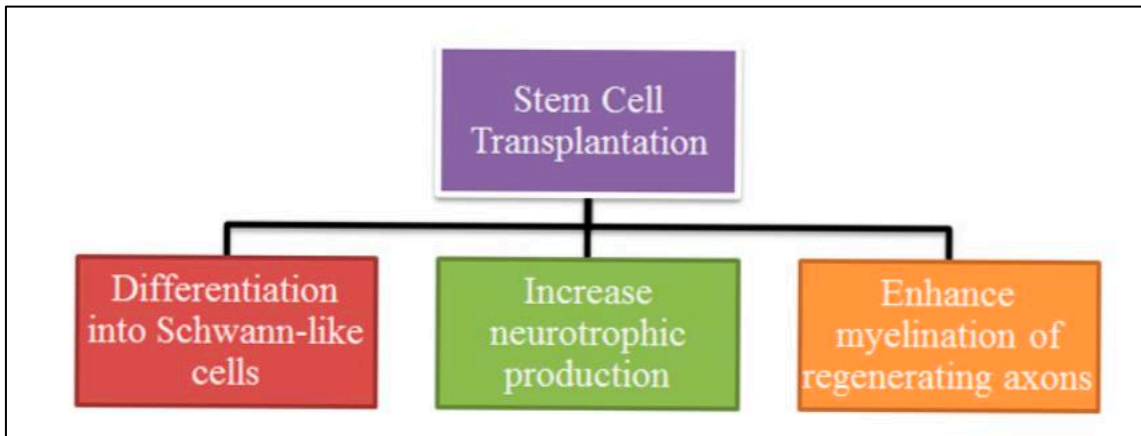 Stem Cell
Transplantation
Differentiation
into Schwann-like
cells
Increase
neurotrophic
production
Enhance
myelination of
regenerating axons